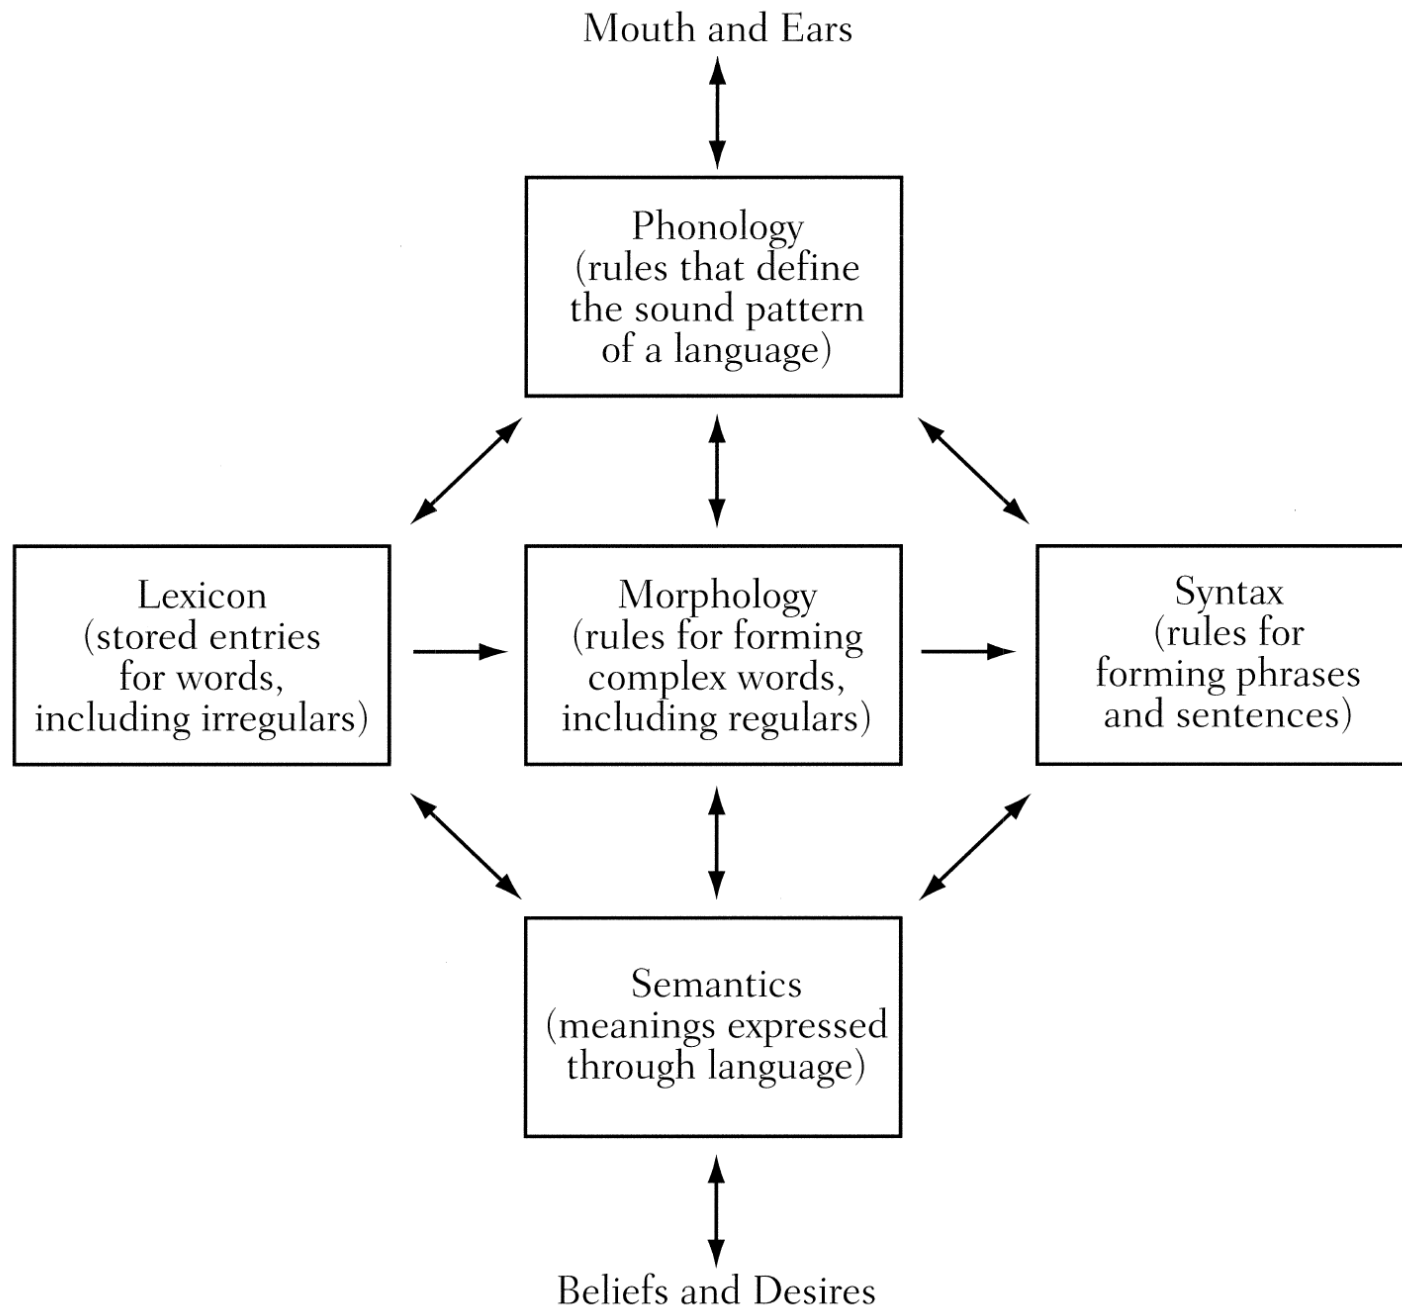 Mouth and Ears
Phonology
(rules that define
the sound pattern
of a language)
Lexicon
(stored entries
for words,
including irregulars)
Morphology
(rules for forming
complex words,
including regulars)
Syntax
(rules for
forming phrases
and sentences)
Semantics
(meanings expressed
through language)
Beliefs and Desires